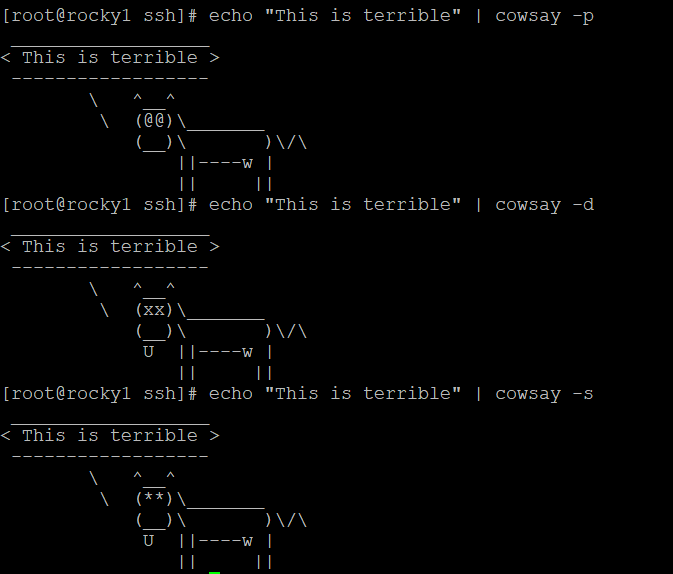 [root@rocky1 ssh]# echo "This is terrible" | cowsay -p
 __________________
< This is terrible >
 ------------------
        \   ^__^
         \  (@@)\_______
            (__)\       )\/\
                ||----w |
                ||     ||
[root@rocky1 ssh]# echo "This is terrible" | cowsay -d
 __________________
< This is terrible >
 ------------------
        \   ^__^
         \  (xx)\_______
            (__)\       )\/\
             U  ||----w |
                ||     ||
[root@rocky1 ssh]# echo "This is terrible" | cowsay -s
 __________________
< This is terrible >
 ------------------
        \   ^__^
         \  (**)\_______
            (__)\       )\/\
             U  ||----w |
                ||     ||